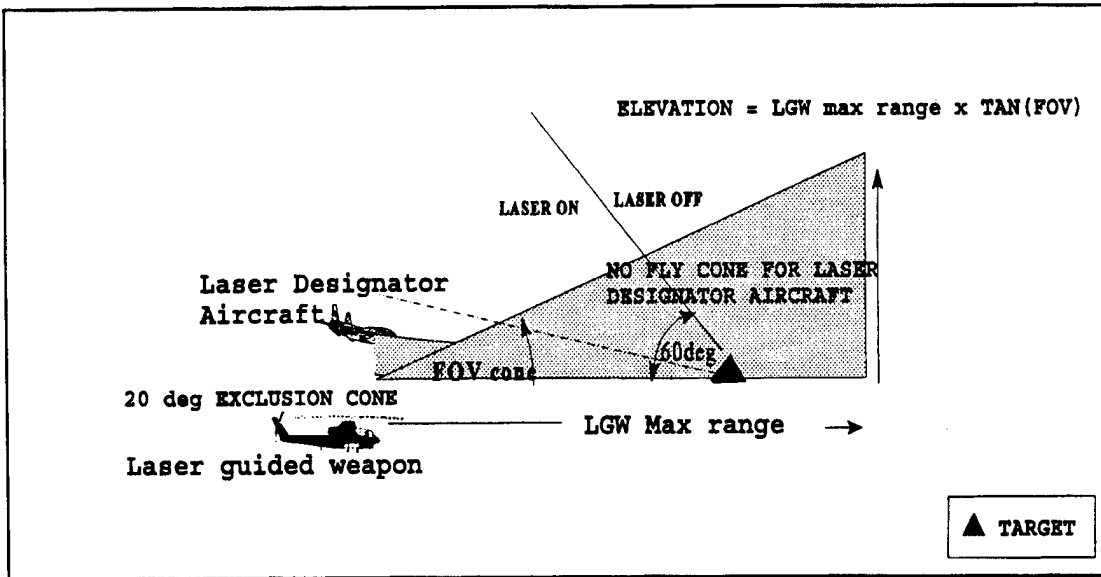 ELEVATION = LGW max range x TAN(FOV)
LASER ON
LASER OFF
NO FLY CONE FOR LASER
DESIGNATOR AIRCRAFT
Laser Designator
Aircraft
FOV cone
60deg
20 deg EXCLUSION CONE
LGW Max range
Laser guided weapon
TARGET